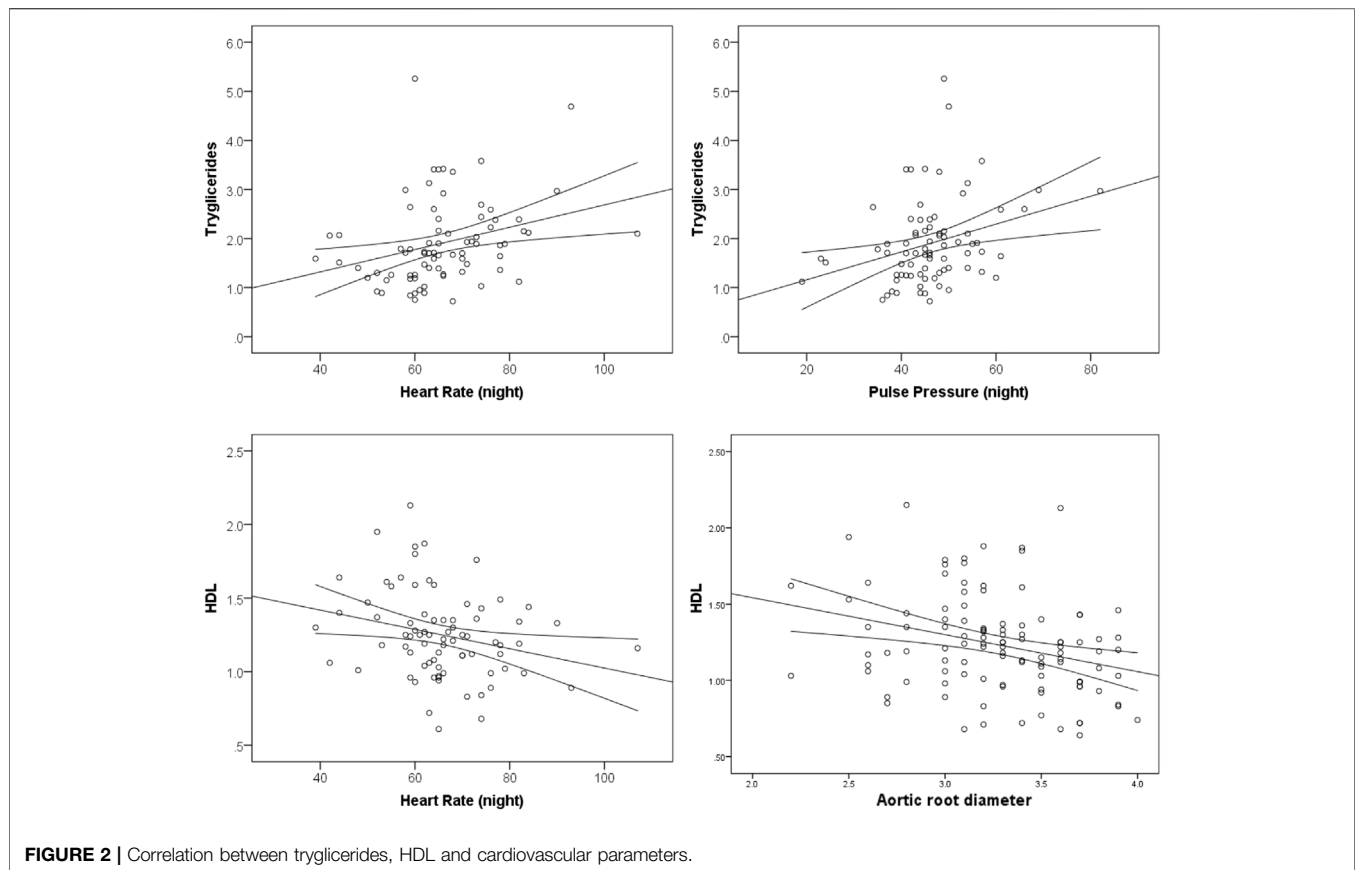 6.0
5.0
4.0
3.0
2.0
1.0
.0
Tryglicerides
40 60 80 100
Heart Rate (night)
6.0
5.0
4.0
3.0
2.0
1.0
.0
Tryglicerides
20 40 60 80
Pulse Pressure (night)
2.5
2.0
1.5
1.0
.5
HDL
40 60 80 100
Heart Rate (night)
2.50
2.00
1.50
1.00
.50
HDL
2.0 2.5 3.0 3.5 4.0
Aortic root diameter
FIGURE 2 | Correlation between tryglicerides, HDL and cardiovascular parameters.